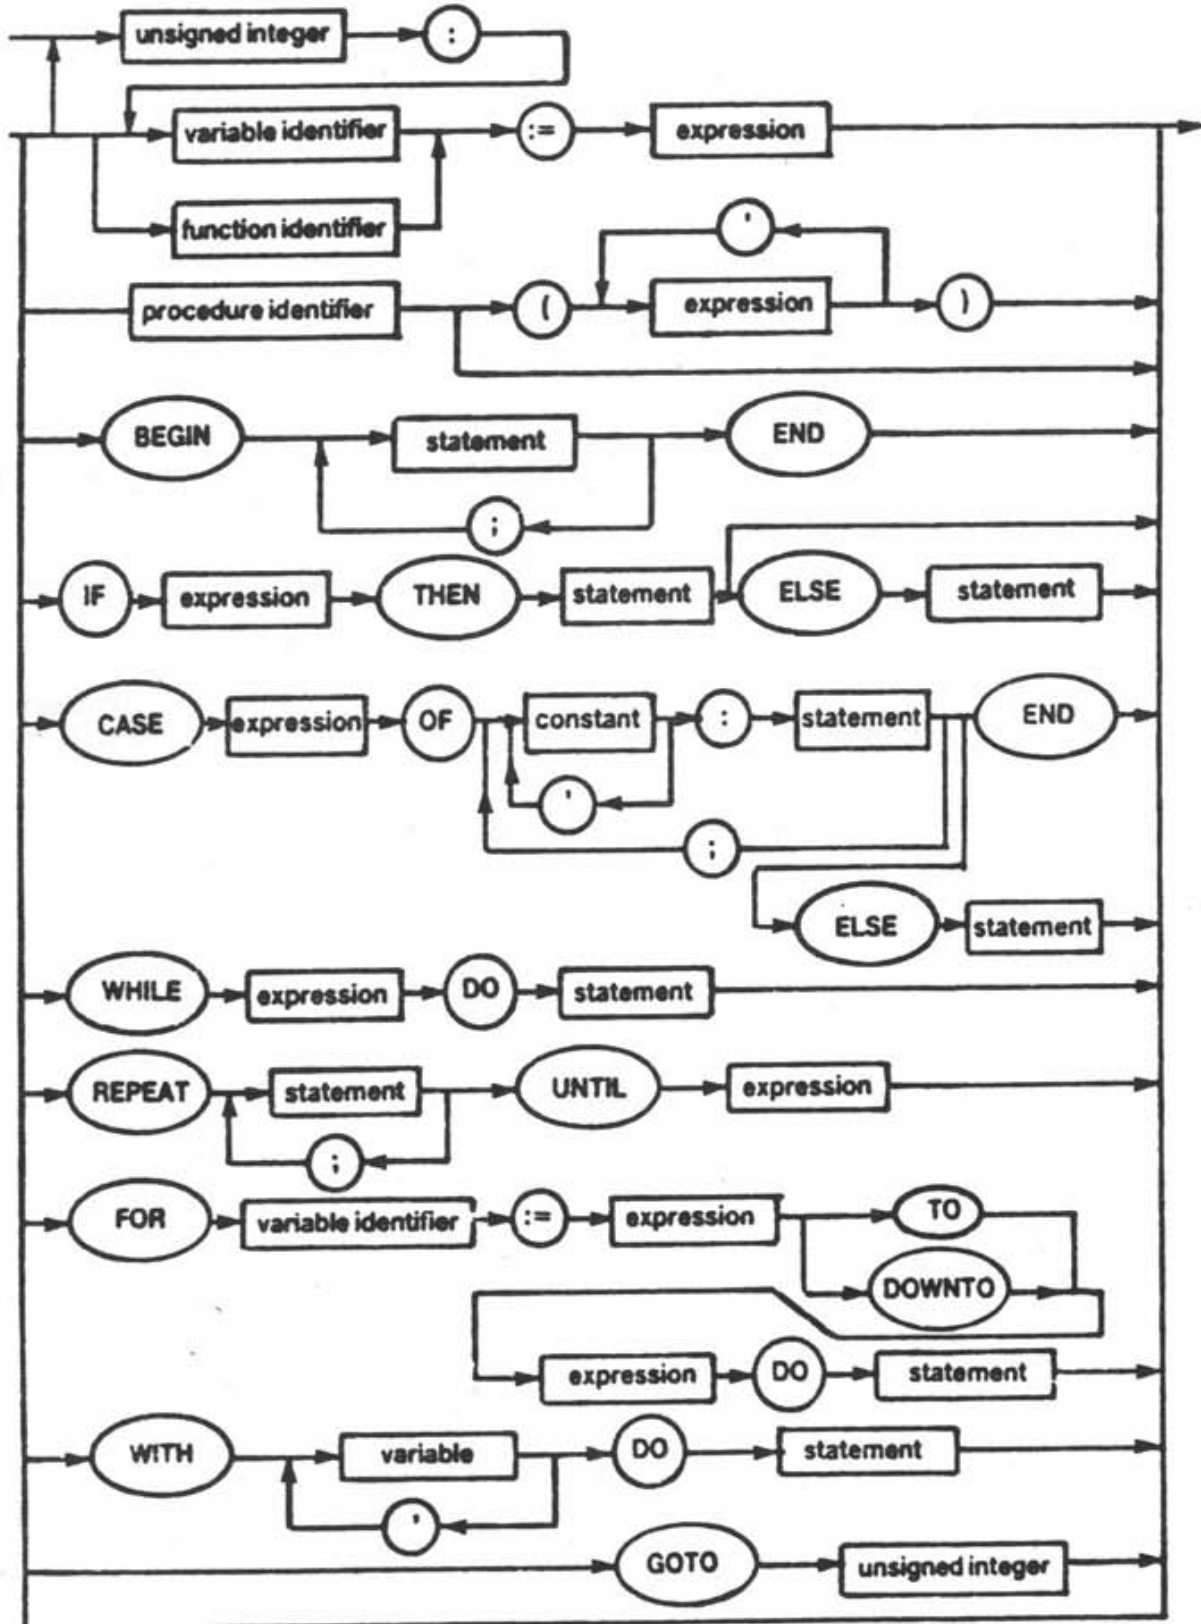 unsigned integer :
variable identifier := expression
function identifier
'
procedure identifier ( expression )
BEGIN statement END
;
IF expression THEN statement ELSE statement
CASE expression OF constant : statement END
'
;
ELSE statement
WHILE expression DO statement
REPEAT statement UNTIL expression
;
FOR variable identifier := expression TO
DOWNTO
expression DO statement
WITH variable DO statement
,
GOTO unsigned integer